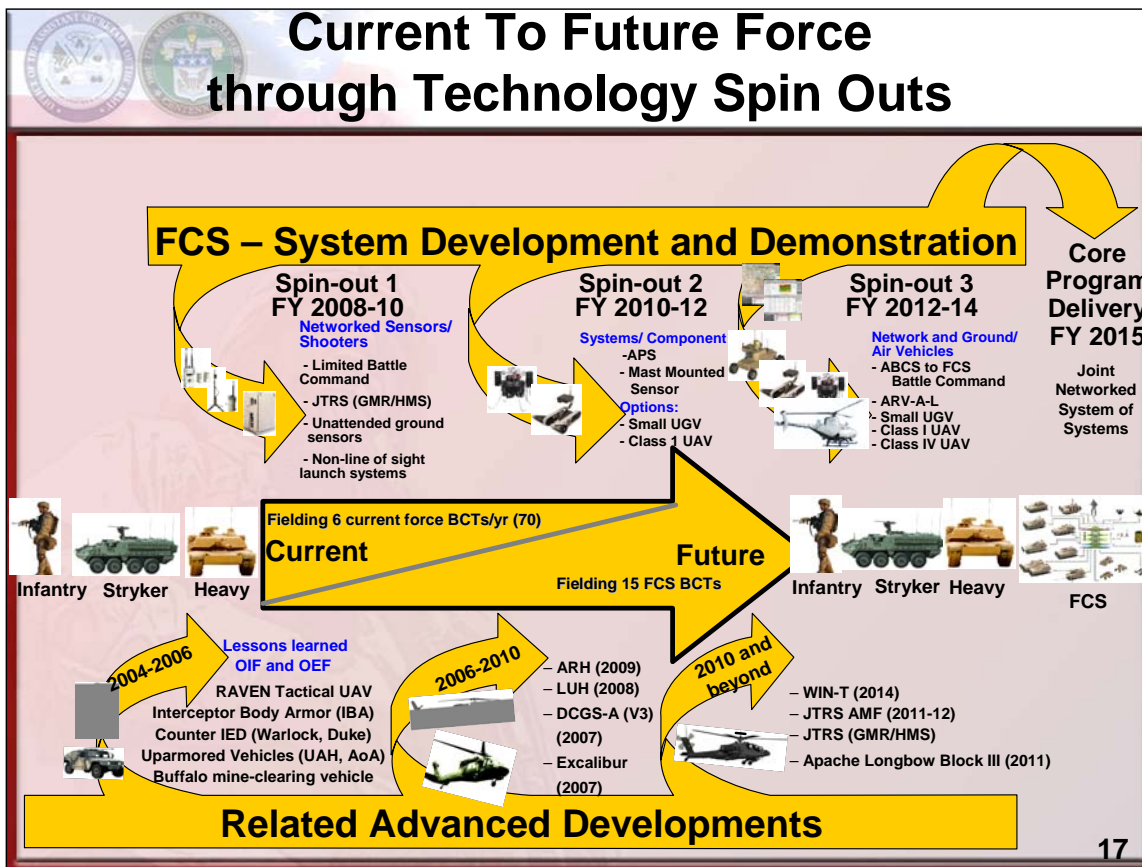 Current To Future Force
through Technology Spin Outs
FCS – System Development and Demonstration
Spin-out 1
FY 2008-10
Networked Sensors/
Shooters
- Limited Battle
Command
- JTRS (GMR/HMS)
- Unattended ground
sensors
- Non-line of sight
launch systems
Spin-out 2
FY 2010-12
Systems/ Component
-APS
- Mast Mounted
Sensor
Options:
- Small UGV
- Class 1 UAV
Spin-out 3
FY 2012-14
Network and Ground/
Air Vehicles
- ABCS to FCS
Battle Command
- ARV-A-L
- Small UGV
- Class I UAV
- Class IV UAV
Core
Program
Delivery
FY 2015
Joint
Networked
System of
Systems
Fielding 6 current force BCTs/yr (70)
Current
Future
Fielding 15 FCS BCTs
Infantry
Stryker
Heavy
Infantry
Stryker
Heavy
FCS
2004-2006
Lessons learned
OIF and OEF
RAVEN Tactical UAV
Interceptor Body Armor (IBA)
Counter IED (Warlock, Duke)
Uparmored Vehicles (UAH, AoA)
Buffalo mine-clearing vehicle
2006-2010
– ARH (2009)
– LUH (2008)
– DCGS-A (V3)
(2007)
– Excalibur
(2007)
2010 and
beyond
– WIN-T (2014)
– JTRS AMF (2011-12)
– JTRS (GMR/HMS)
– Apache Longbow Block III (2011)
Related Advanced Developments
17